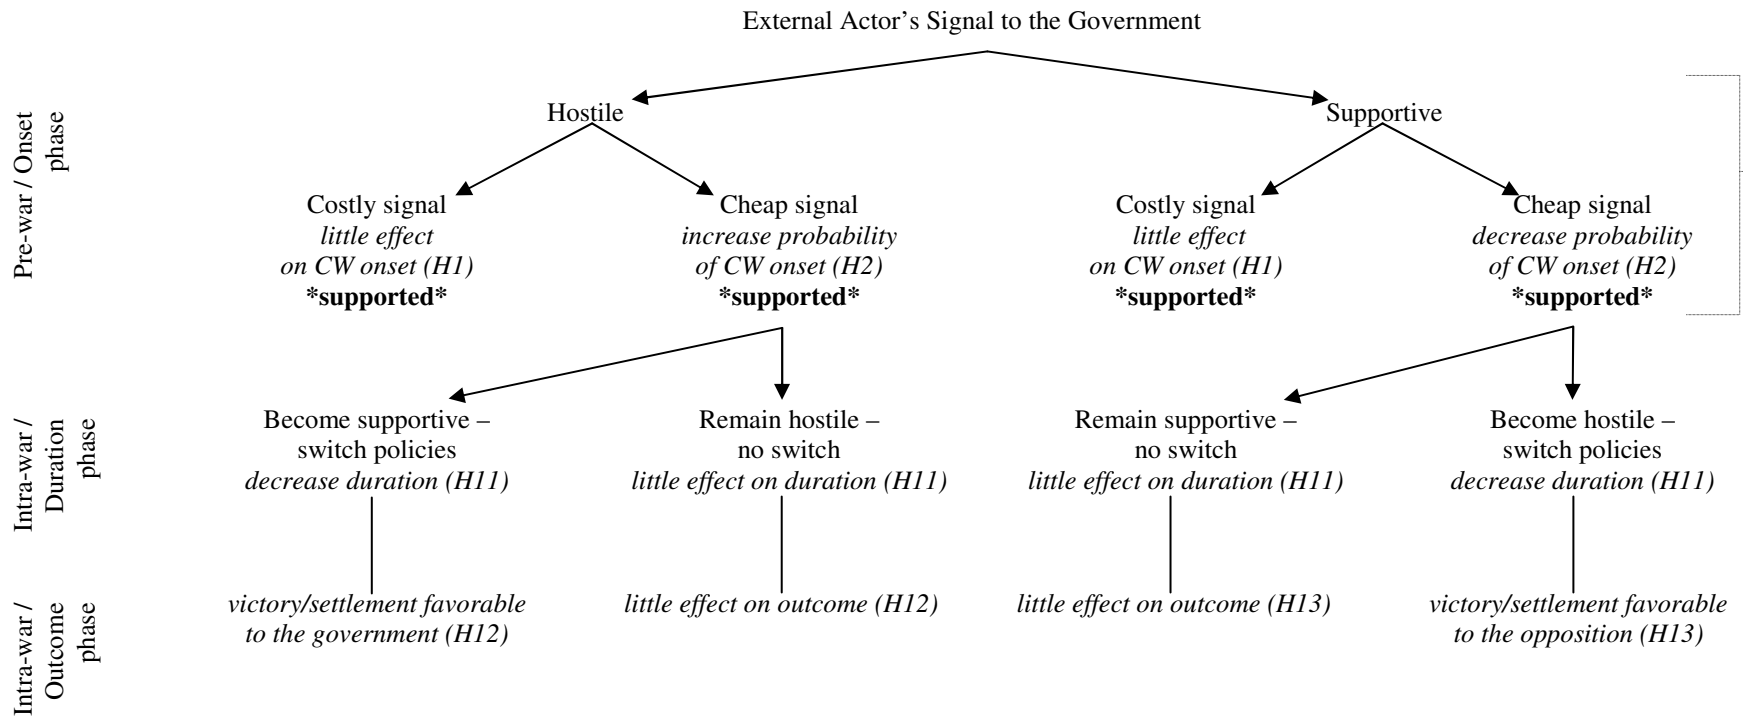 External Actor’s Signal to the Government
Pre-war / Onset
phase
Hostile
Supportive
Costly signal
little effect
on CW onset (H1)
*supported*
Cheap signal
increase probability
of CW onset (H2)
*supported*
Costly signal
little effect
on CW onset (H1)
*supported*
Cheap signal
decrease probability
of CW onset (H2)
*supported*
Intra-war /
Duration
phase
Become supportive –
switch policies
decrease duration (H11)
Remain hostile –
no switch
little effect on duration (H11)
Remain supportive –
no switch
little effect on duration (H11)
Become hostile –
switch policies
decrease duration (H11)
Intra-war /
Outcome
phase
victory/settlement favorable
to the government (H12)
little effect on outcome (H12)
little effect on outcome (H13)
victory/settlement favorable
to the opposition (H13)